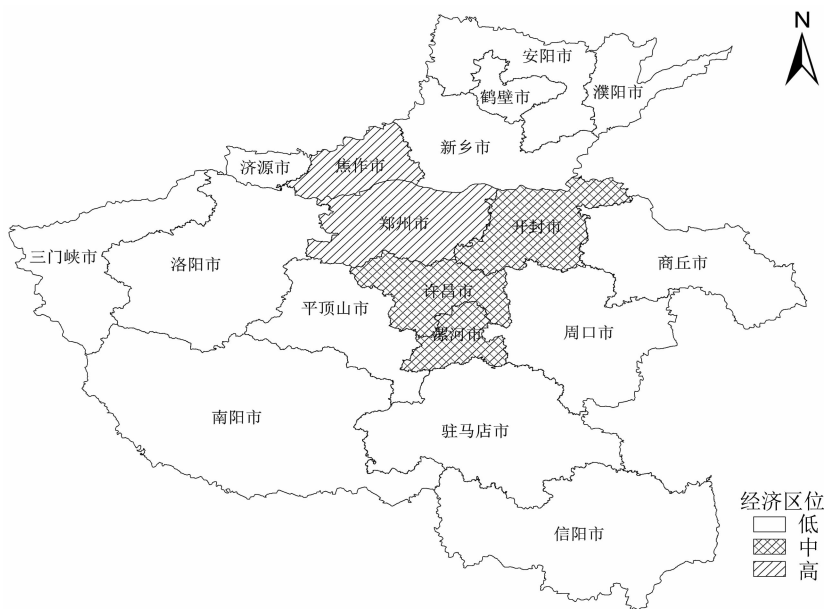 N
安阳市
鹤壁市
濮阳市
新乡市
济源市
焦作市
郑州市
开封市
三门峡市
洛阳市
商丘市
许昌市
平顶山市
漯河市
周口市
南阳市
驻马店市
信阳市
经济区位
低
中
高